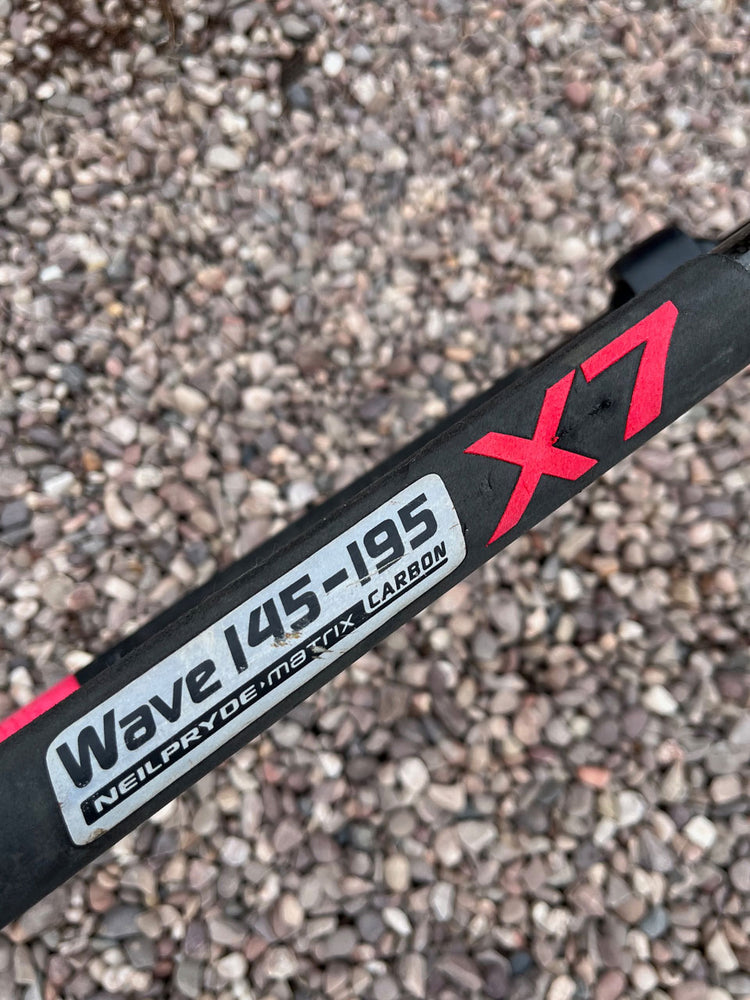 X7
Wave 145-195
NEILPRYDE MATRIX CARBON